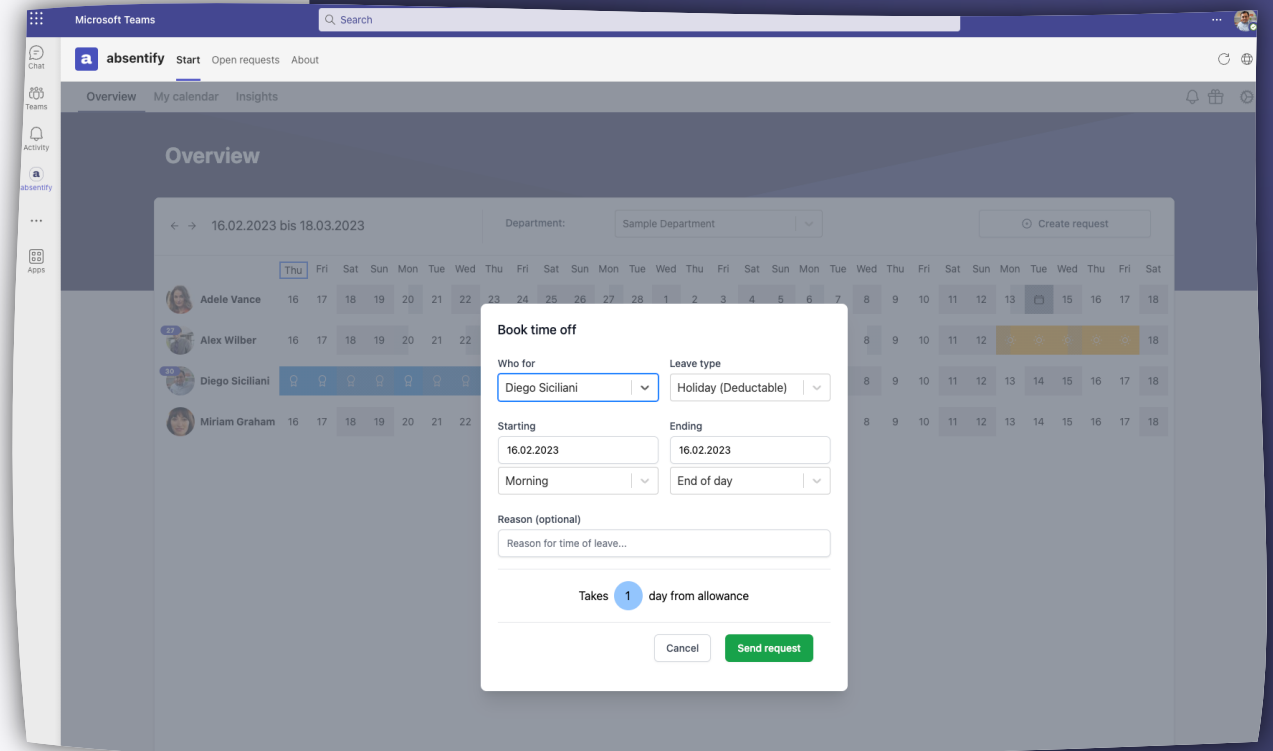 Microsoft Teams
Search
Chat
Teams
Activity
absentify
Apps
a absentify Start Open requests About
Overview My calendar Insights
Overview
16.02.2023 bis 18.03.2023 Department: Sample Department Create request
Thu Fri Sat Sun Mon Tue Wed Thu Fri Sat Sun Mon Tue Wed Thu Fri Sat Sun Mon Tue Wed Thu Fri Sat Sun Mon Tue Wed Thu Fri Sat
Adele Vance 16 17 18 19 20 21 22 23 24 25 26 27 28 1 2 3 4 5 6 7 8 9 10 11 12 13 15 16 17 18
27 Alex Wilber 16 17 18 19 20 21 22 8 9 10 11 12 18
30 Diego Siciliani 8 9 10 11 12 13 14 15 16 17 18
Miriam Graham 16 17 18 19 20 21 22 8 9 10 11 12 13 14 15 16 17 18
Book time off
Who for Leave type
Diego Siciliani Holiday (Deductable)
Starting Ending
16.02.2023 16.02.2023
Morning End of day
Reason (optional)
Reason for time of leave...
Takes 1 day from allowance
Cancel Send request